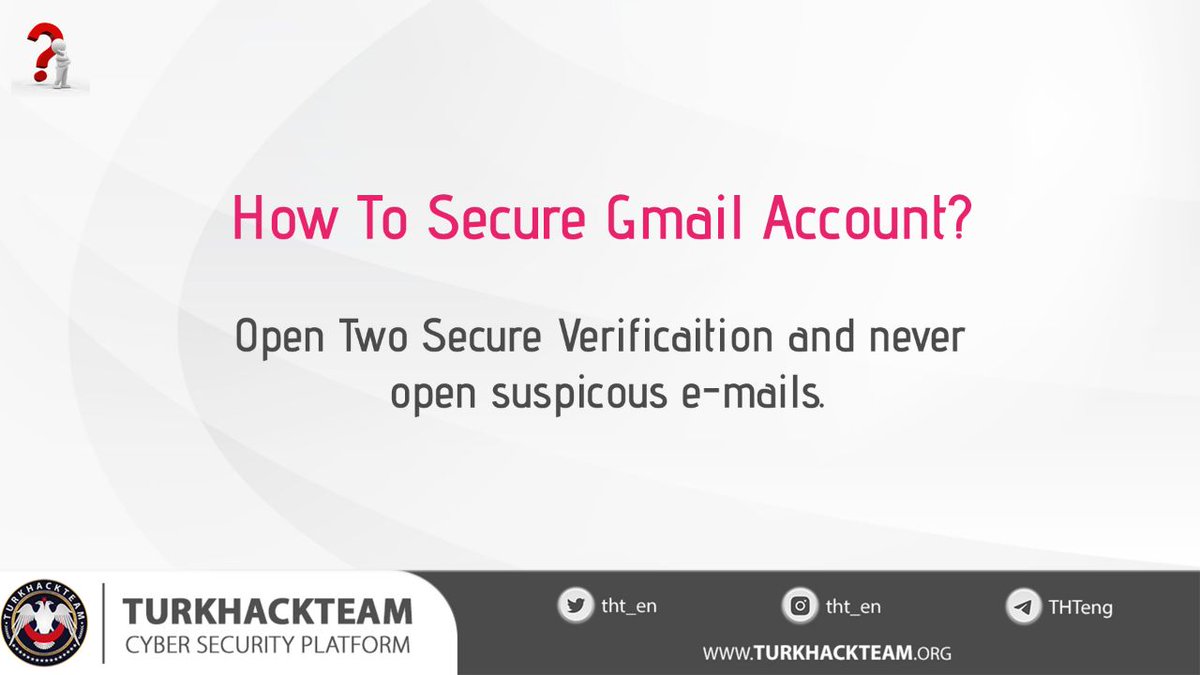 How To Secure Gmail Account?
Open Two Secure Verificaition and never
open suspicous e-mails.
TURKHACKTEAM
TURKHACKTEAM
CYBER SECURITY PLATFORM
tht_en
tht_en
THTeng
WWW.TURKHACKTEAM.ORG